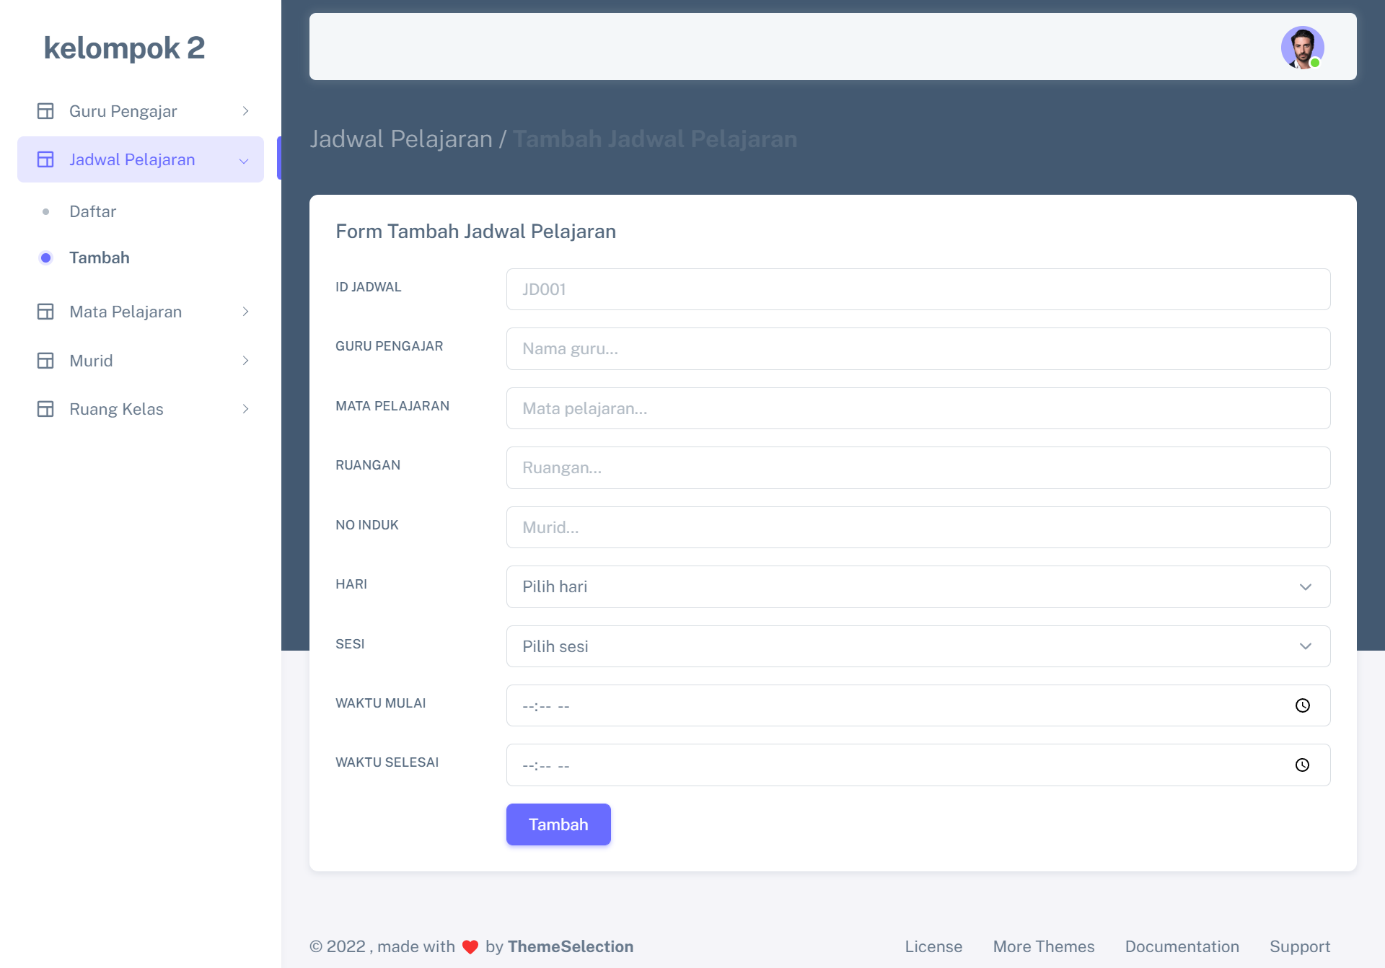 kelompok 2
Guru Pengajar
Jadwal Pelajaran
Daftar
Tambah
Mata Pelajaran
Murid
Ruang Kelas
Jadwal Pelajaran / Tambah Jadwal Pelajaran
Form Tambah Jadwal Pelajaran
ID JADWAL
JD001
GURU PENGAJAR
Nama guru...
MATA PELAJARAN
Mata pelajaran...
RUANGAN
Ruangan...
NO INDUK
Murid...
HARI
Pilih hari
SESI
Pilih sesi
WAKTU MULAI
--:-- --
WAKTU SELESAI
--:-- --
Tambah
© 2022 , made with ❤️ by ThemeSelection
License More Themes Documentation Support